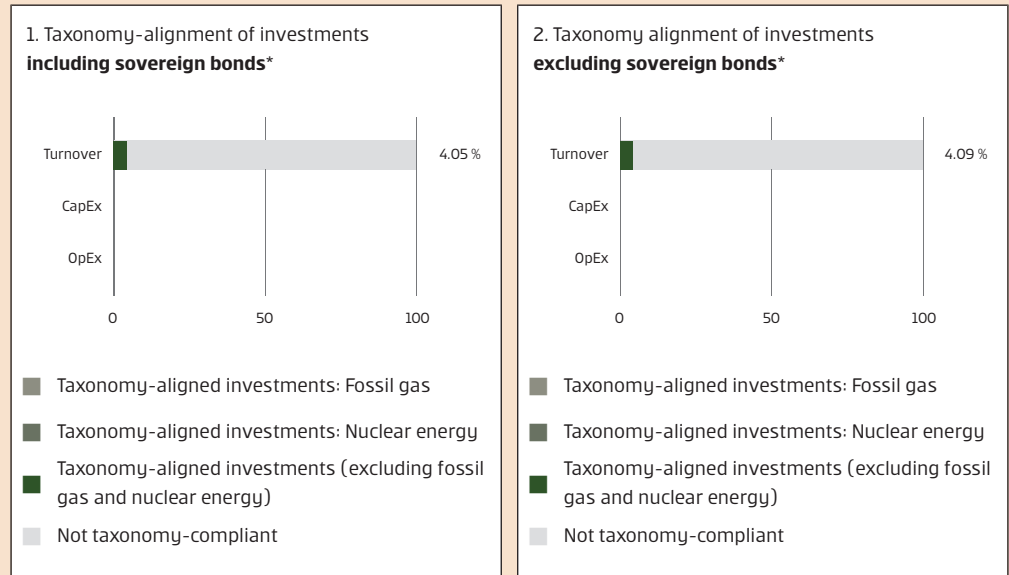 1. Taxonomy-alignment of investments
including sovereign bonds*
Turnover
4.05 %
CapEx
OpEx
0
50
100
Taxonomy-aligned investments: Fossil gas
Taxonomy-aligned investments: Nuclear energy
Taxonomy-aligned investments (excluding fossil
gas and nuclear energy)
Not taxonomy-compliant
2. Taxonomy alignment of investments
excluding sovereign bonds*
Turnover
4.09 %
CapEx
OpEx
0
50
100
Taxonomy-aligned investments: Fossil gas
Taxonomy-aligned investments: Nuclear energy
Taxonomy-aligned investments (excluding fossil
gas and nuclear energy)
Not taxonomy-compliant